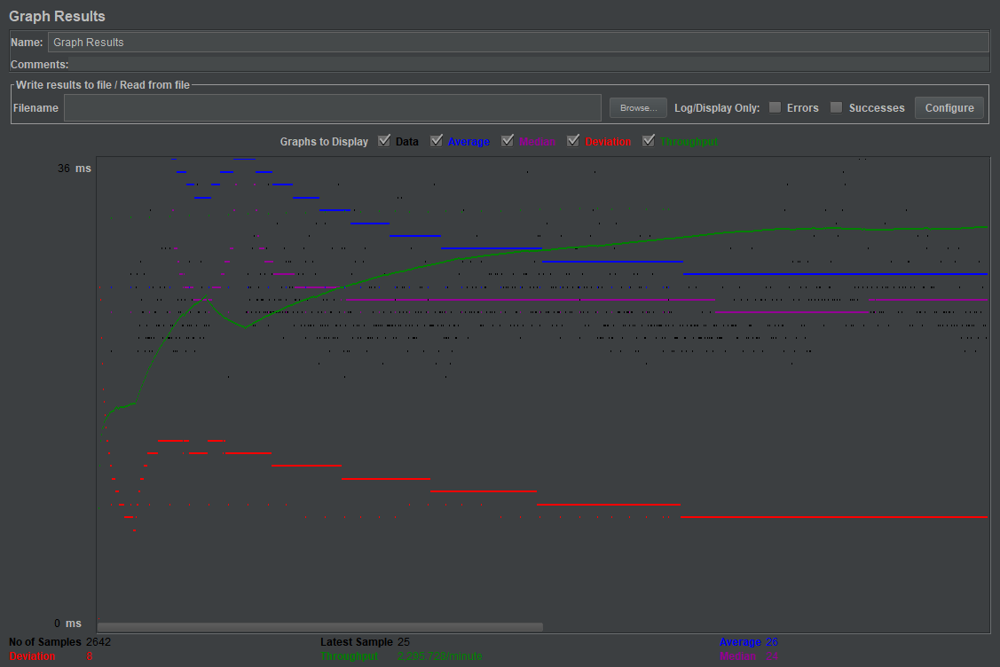 Graph Results
Name: Graph Results
Comments:
Write results to file / Read from file
Filename Browse... Log/Display Only: Errors Successes Configure
Graphs to Display Data Average Median Deviation Throughput
36 ms
0 ms
No of Samples 2642 Latest Sample 25 Average 26
Deviation 8 Throughput 2,295.728/minute Median